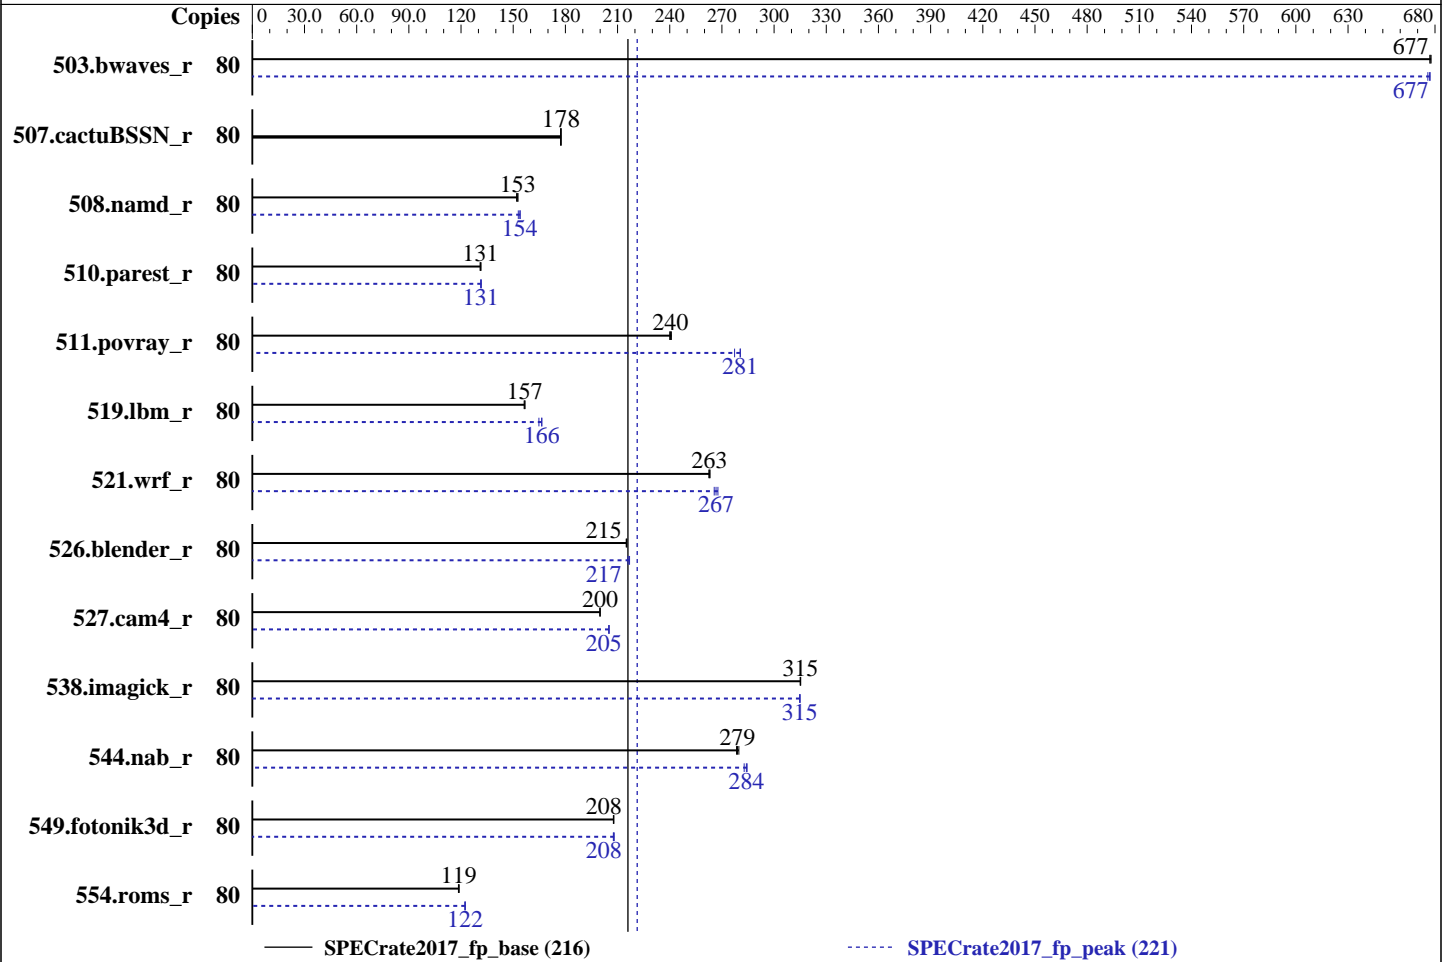 Copies 0 30.0 60.0 90.0 120 150 180 210 240 270 300 330 360 390 420 450 480 510 540 570 600 630 680
503.bwaves_r 80 677
677
507.cactuBSSN_r 80 178
508.namd_r 80 153
154
510.parest_r 80 131
131
511.povray_r 80 240
281
519.lbm_r 80 157
166
521.wrf_r 80 263
267
526.blender_r 80 215
217
527.cam4_r 80 200
205
538.imagick_r 80 315
315
544.nab_r 80 279
284
549.fotonik3d_r 80 208
208
554.roms_r 80 119
122
SPECrate2017_fp_base (216) SPECrate2017_fp_peak (221)